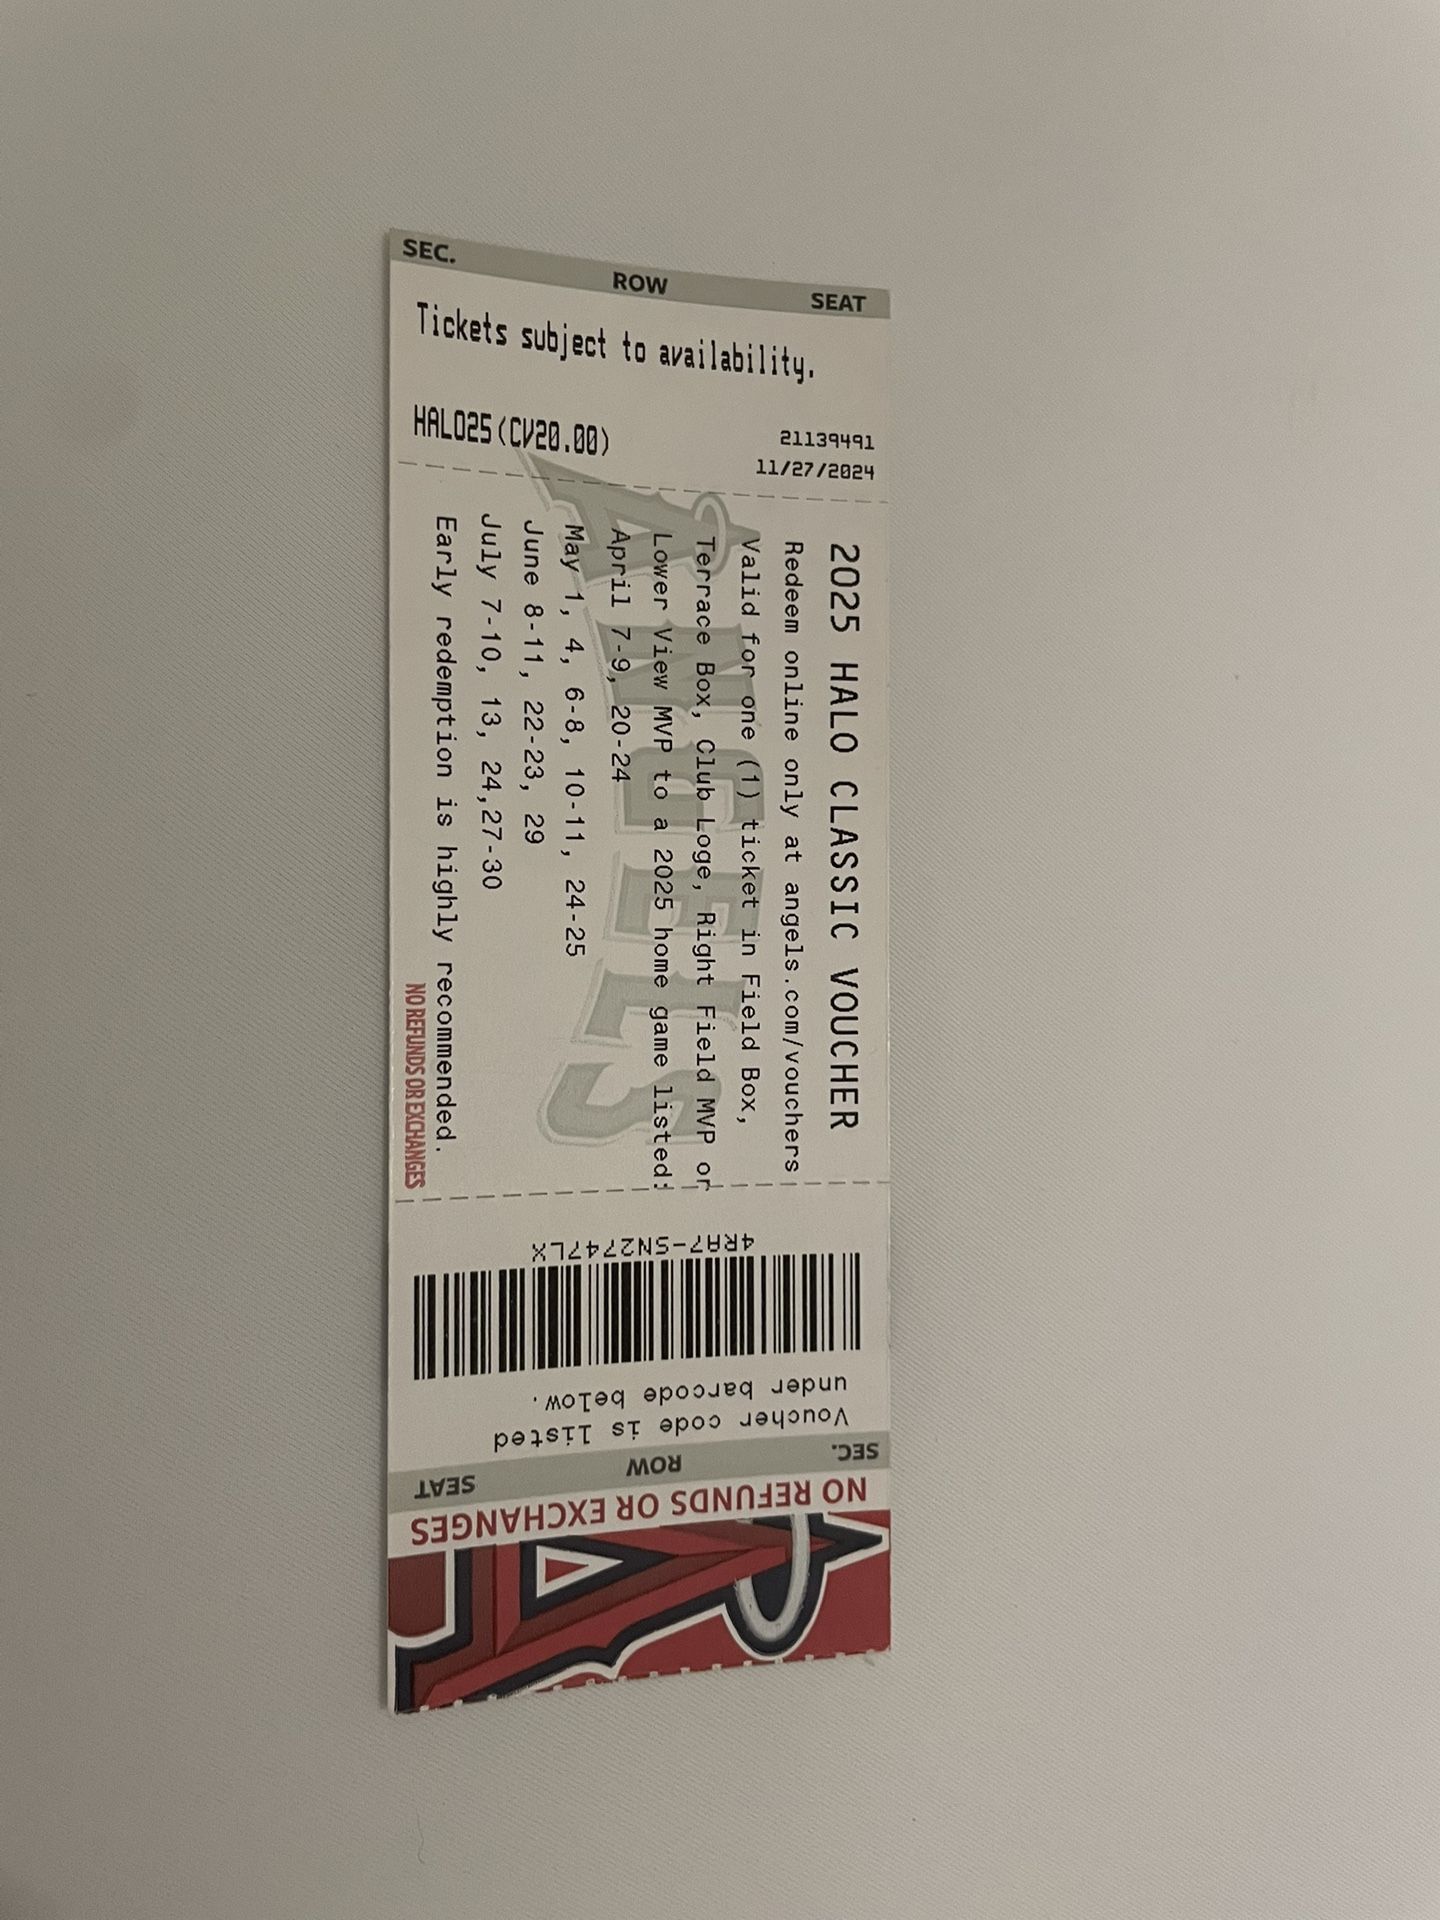 SEC. ROW SEAT
Tickets subject to availability.
HALO25(CV20.00)
21139491
11/27/2024
2025 HALO CLASSIC VOUCHER
Redeem online only at angels.com/vouchers
Valid for one (1) ticket in Field Box,
Terrace Box, Club Loge, Right Field MVP or
Lower View MVP to a 2025 home game listed:
April 7-9, 20-24
May 1, 4, 6-8, 10-11, 24-25
June 8-11, 22-23, 29
July 7-10, 13, 24,27-30
Early redemption is highly recommended.
NO REFUNDS OR EXCHANGES
ANGELS
NO REFUNDS OR EXCHANGES
SEC. ROW SEAT
Voucher code is listed
under barcode below.
4RA7-SN2747LX